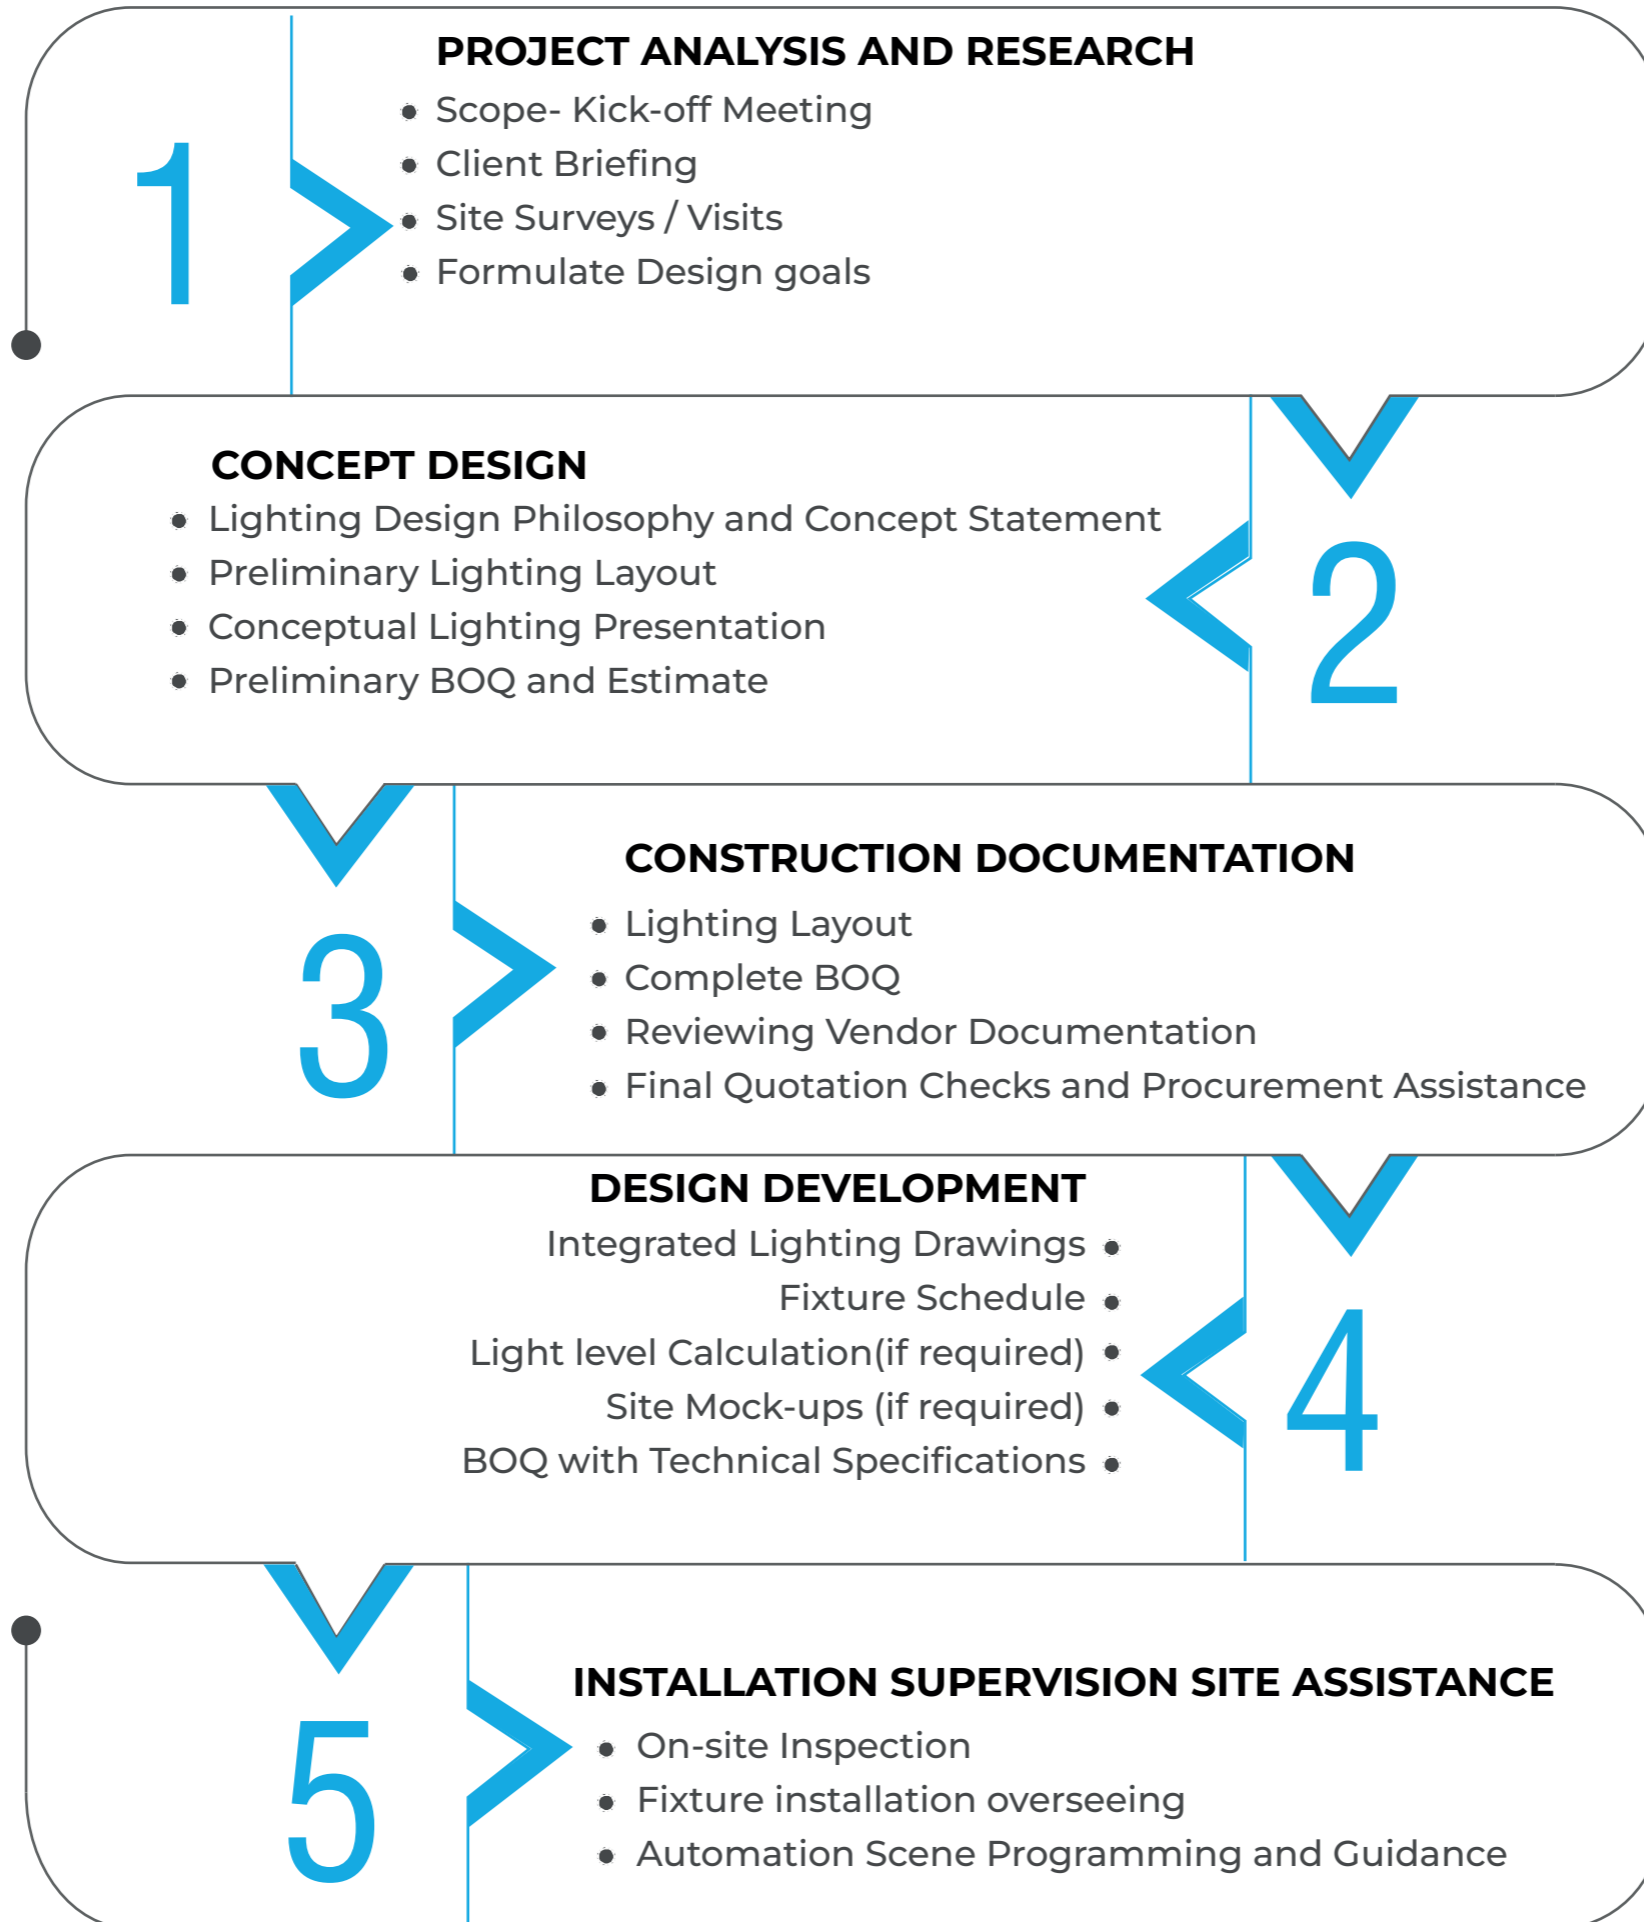 1
PROJECT ANALYSIS AND RESEARCH
Scope- Kick-off Meeting
Client Briefing
Site Surveys / Visits
Formulate Design goals
2
CONCEPT DESIGN
Lighting Design Philosophy and Concept Statement
Preliminary Lighting Layout
Conceptual Lighting Presentation
Preliminary BOQ and Estimate
3
CONSTRUCTION DOCUMENTATION
Lighting Layout
Complete BOQ
Reviewing Vendor Documentation
Final Quotation Checks and Procurement Assistance
4
DESIGN DEVELOPMENT
Integrated Lighting Drawings
Fixture Schedule
Light level Calculation(if required)
Site Mock-ups (if required)
BOQ with Technical Specifications
5
INSTALLATION SUPERVISION SITE ASSISTANCE
On-site Inspection
Fixture installation overseeing
Automation Scene Programming and Guidance